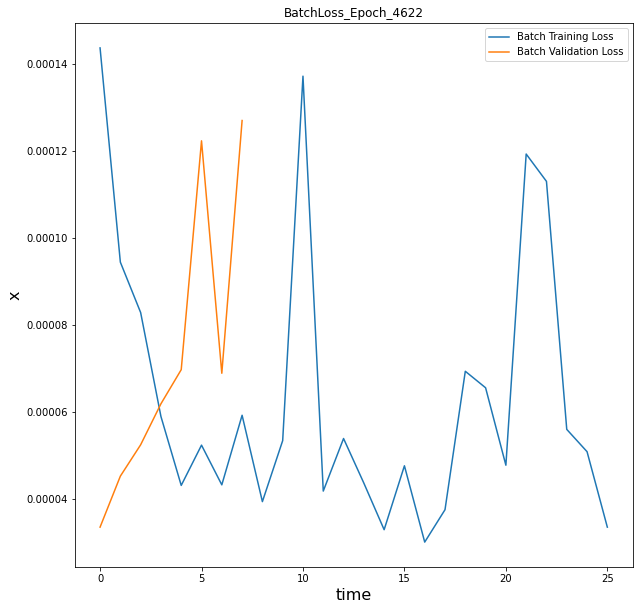 BatchLoss_Epoch_4622
Batch Training Loss
Batch Validation Loss
0.00014
0.00012
0.00010
0.00008
0.00006
0.00004
x
0 5 10 15 20 25
time